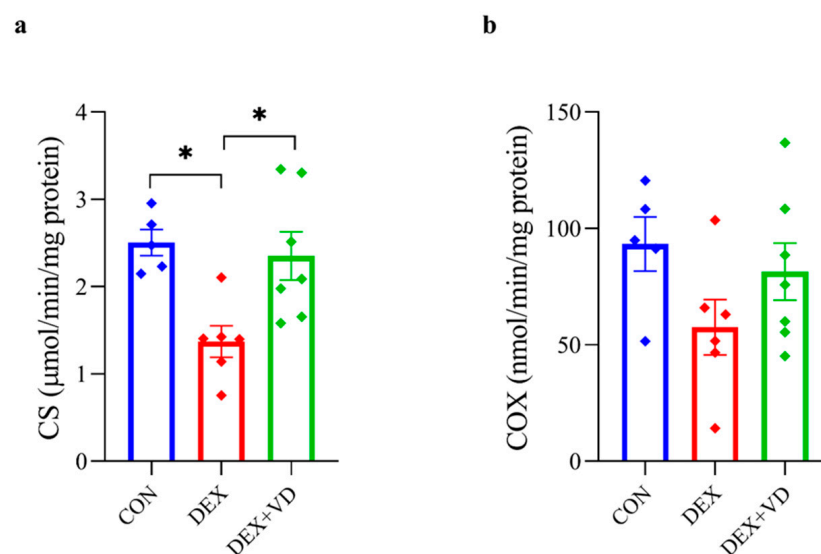 a
CS (μmol/min/mg protein)
4
3
2
1
0
*
*
CON
DEX
DEX+VD
b
COX (nmol/min/mg protein)
150
100
50
0
CON
DEX
DEX+VD